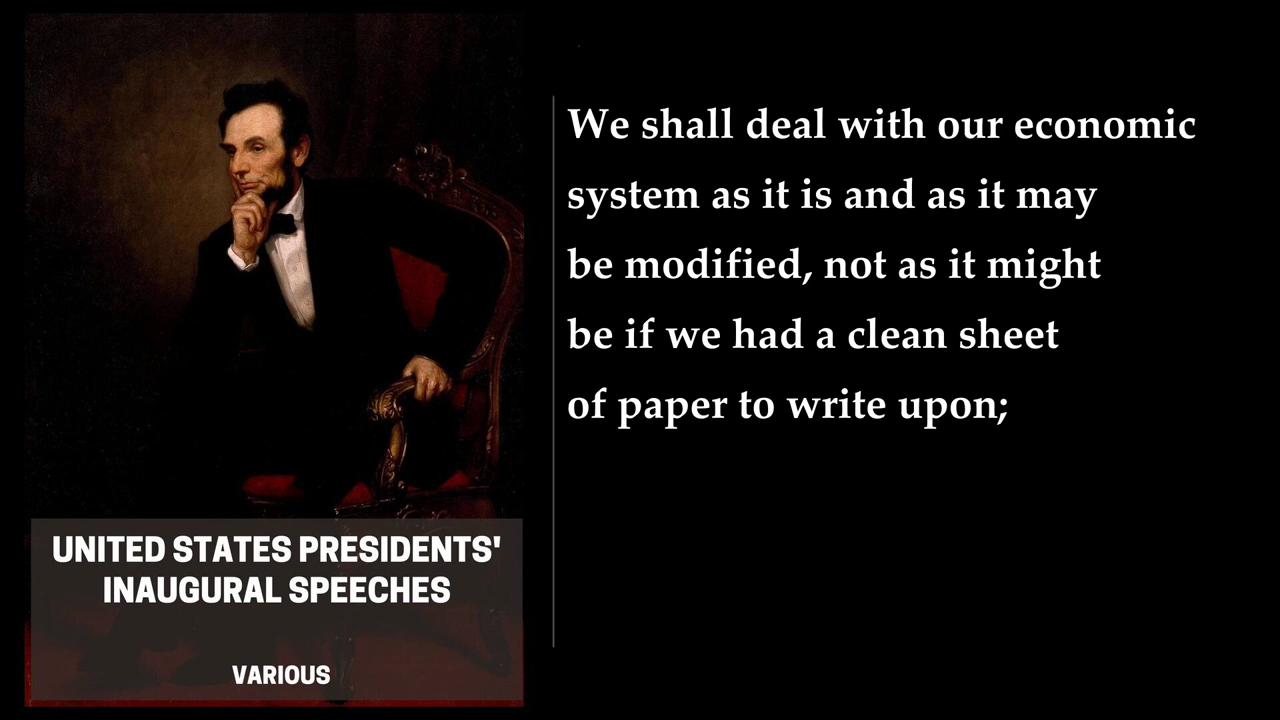 We shall deal with our economic
system as it is and as it may
be modified, not as it might
be if we had a clean sheet
of paper to write upon;
UNITED STATES PRESIDENTS'
INAUGURAL SPEECHES
VARIOUS